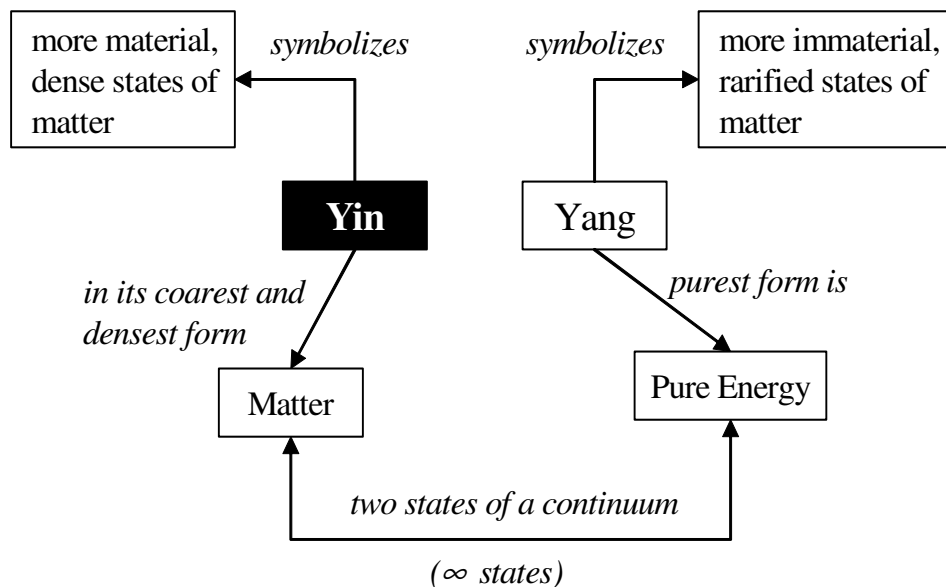 more material,
dense states of
matter
symbolizes
symbolizes
more immaterial,
rarified states of
matter
Yin
Yang
in its coarest and
densest form
purest form is
Matter
Pure Energy
two states of a continuum
(∞ states)